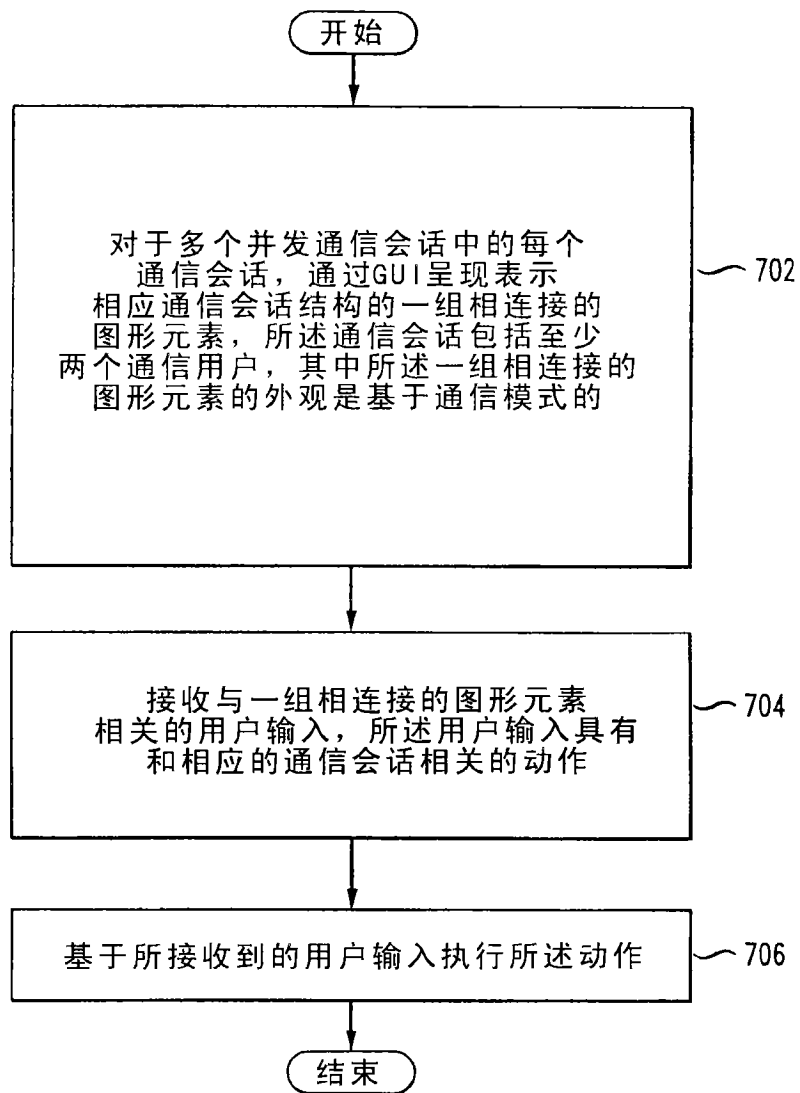 开始
对于多个并发通信会话中的每个
通信会话，通过GUI呈现表示
相应通信会话结构的一组相连接的
图形元素，所述通信会话包括至少
两个通信用户，其中所述一组相连接的
图形元素的外观是基于通信模式的
702
接收与一组相连接的图形元素
相关的用户输入，所述用户输入具有
和相应的通信会话相关的动作
704
基于所接收到的用户输入执行所述动作
706
结束